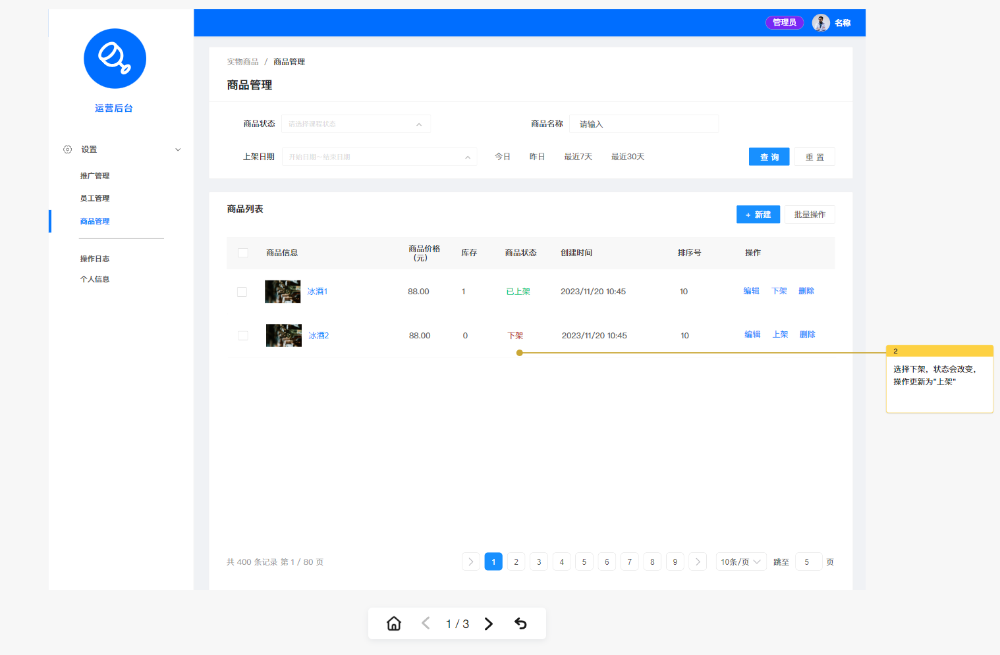 管理员 名称
运营后台
设置
推广管理
员工管理
商品管理
操作日志
个人信息
实物商品 / 商品管理
商品管理
商品状态 请选择课程状态 商品名称 请输入
上架日期 开始日期~结束日期 今日 昨日 最近7天 最近30天 查 询 重 置
商品列表
+ 新建 批量操作
商品信息 商品价格(元) 库存 商品状态 创建时间 排序号 操作
冰酒1 88.00 1 已上架 2023/11/20 10:45 10 编辑 下架 删除
冰酒2 88.00 0 下架 2023/11/20 10:45 10 编辑 上架 删除
2
选择下架，状态会改变，
操作更新为"上架"
共 400 条记录 第 1 / 80 页 1 2 3 4 5 6 7 8 9 10条/页 跳至 5 页
1 / 3